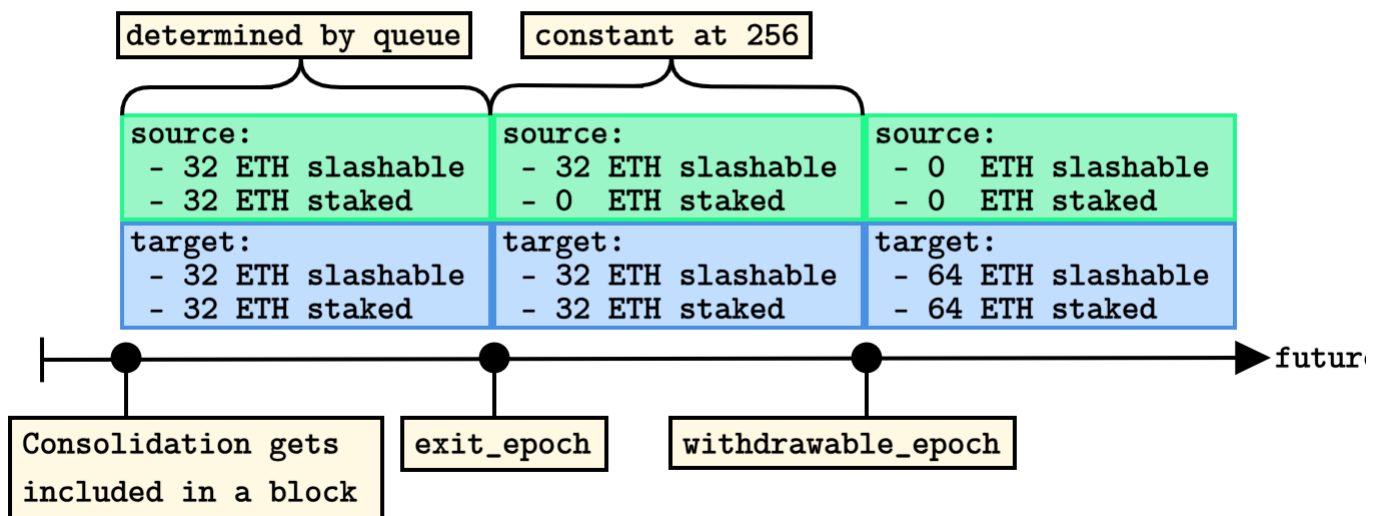 determined by queue
constant at 256
source:
- 32 ETH slashable
- 32 ETH staked
source:
- 32 ETH slashable
- 0 ETH staked
source:
- 0 ETH slashable
- 0 ETH staked
target:
- 32 ETH slashable
- 32 ETH staked
target:
- 32 ETH slashable
- 32 ETH staked
target:
- 64 ETH slashable
- 64 ETH staked
future
Consolidation gets
included in a block
exit_epoch
withdrawable_epoch